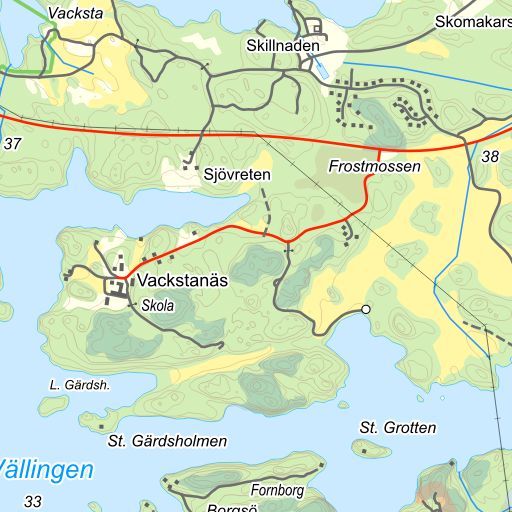 Vacksta
Skomakars
Skillnaden
37
38
Frostmossen
Sjövreten
Vackstanäs
Skola
L. Gärdsh.
St. Gärdsholmen
St. Grotten
Vällingen
Fornborg
33
Borgsö